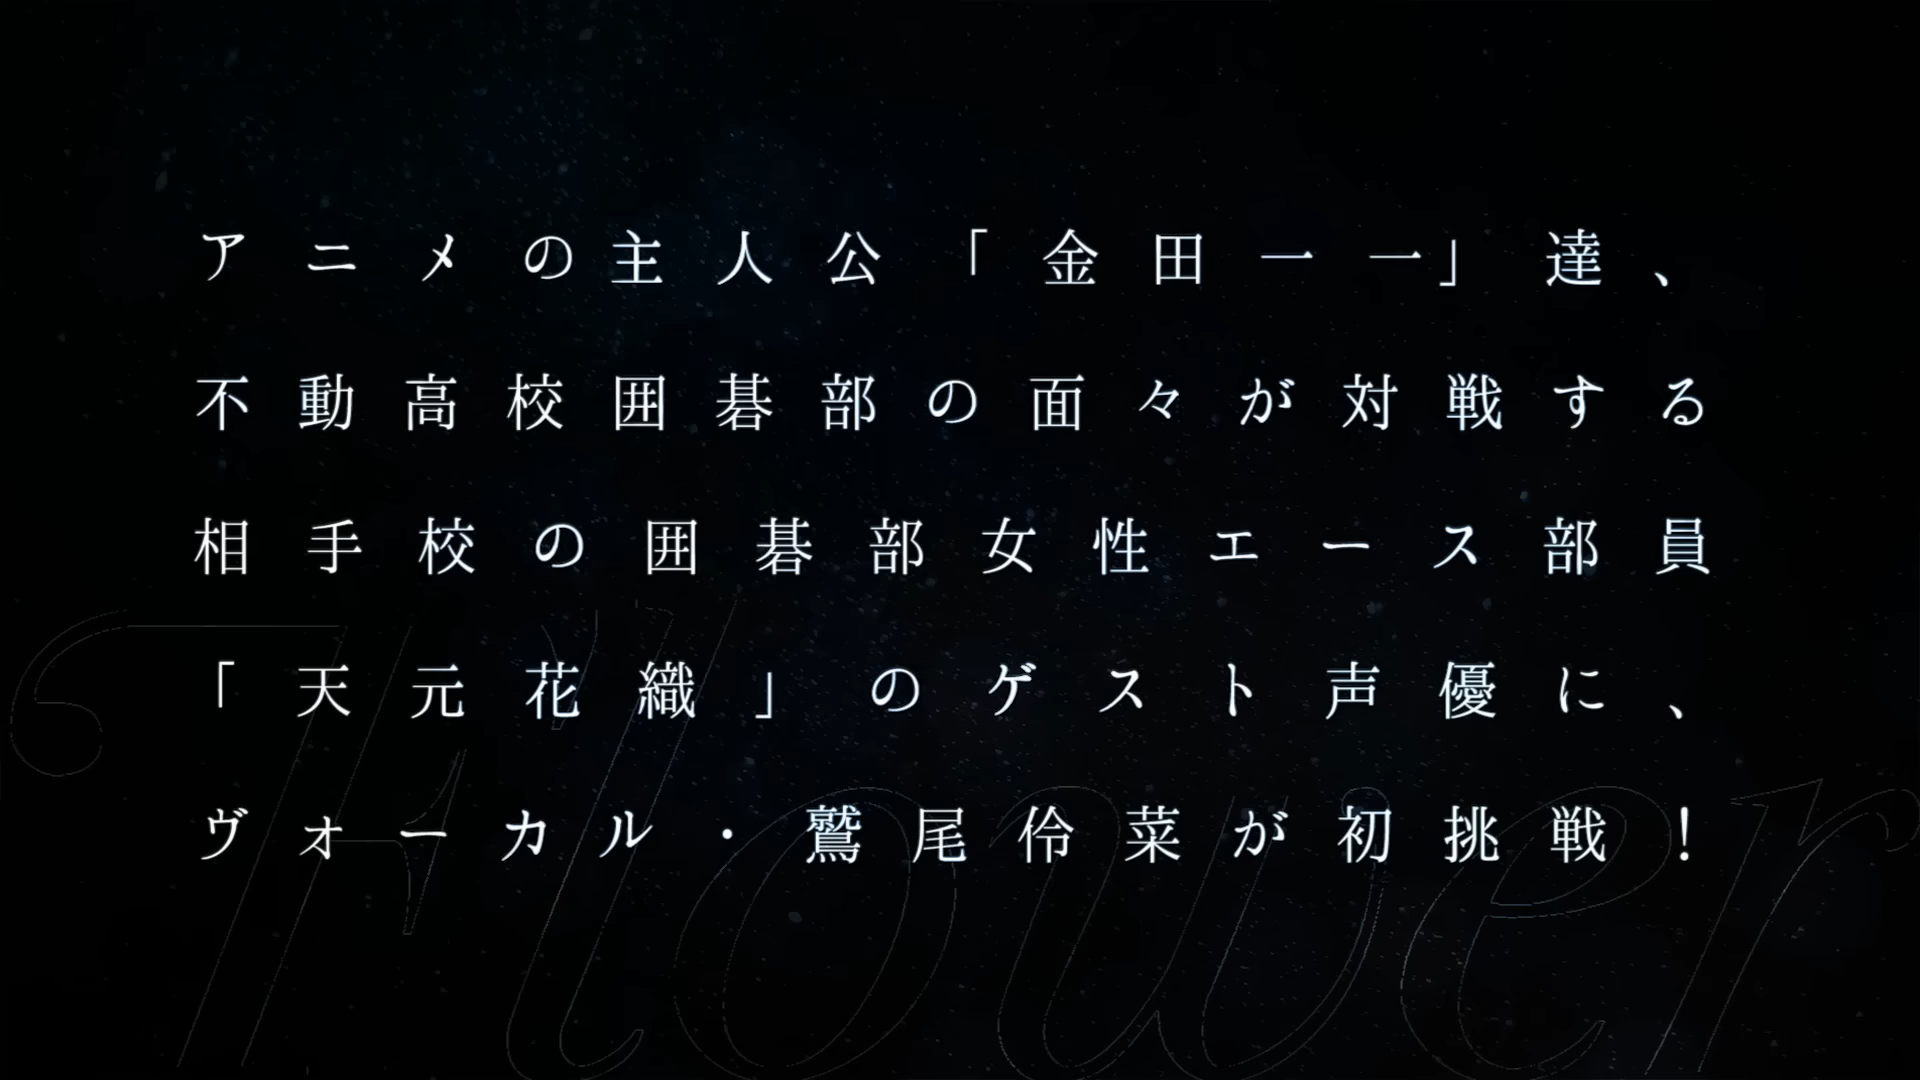 アニメの主人公「金田一一」達、
不動高校囲碁部の面々が対戦する
相手校の囲碁部女性エース部員
「天元花織」のゲスト声優に、
ヴォーカル・鷲尾伶菜が初挑戦！
Flower